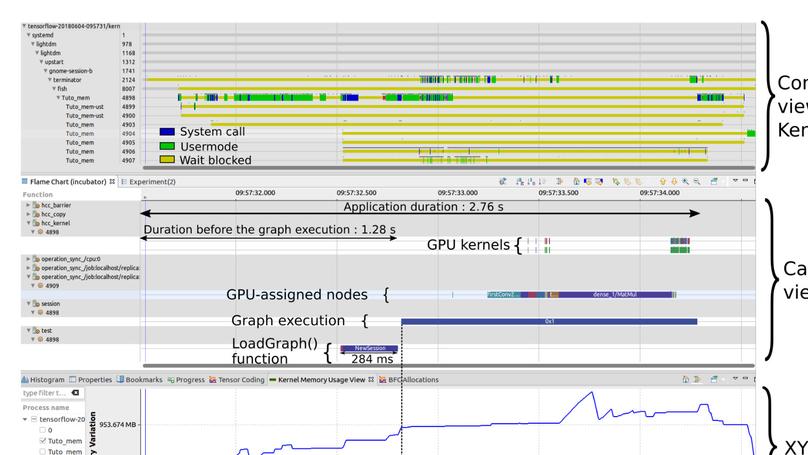 tensorflow-20180604-095731/kern
systemd 1
lightdm 978
lightdm 1168
upstart 1312
gnome-session-b 1741
terminator 2124
fish 8007
Tuto_mem 4898
Tuto_mem-ust 4899
Tuto_mem-ust 4900
Tuto_mem 4903
Tuto_mem 4904
Tuto_mem 4905
Tuto_mem 4906
Tuto_mem 4907
System call
Usermode
Wait blocked
Con
view
Kern
Flame Chart (incubator) Experiment(2)
Function
09:57:32.000 09:57:32.500 09:57:33.000 09:57:33.500 09:57:34.000
hcc_barrier
hcc_copy
hcc_kernel
4898
operation_sync_/cpu:0
operation_sync_/job:localhost/replica:
operation_sync_/job:localhost/replica:
4909
session
4898
test
4898
Application duration : 2.76 s
Duration before the graph execution : 1.28 s
GPU kernels {
GPU-assigned nodes {
dense_1/MatMul
Graph execution {
0x1
LoadGraph()
function {
NewSession
284 ms
Ca
vie
Histogram Properties Bookmarks Progress Tensor Coding Kernel Memory Usage View BFCAllocations
type filter t...
Process name
tensorflow-20
0
Tuto_mem
Tuto_mem
y Variation
953.674 MB
XY